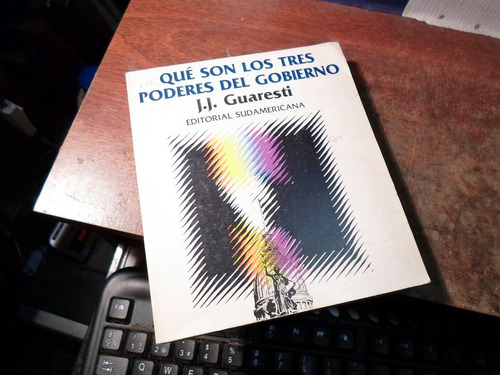 QUÉ SON LOS TRES
PODERES DEL GOBIERNO
J.J. Guaresti
EDITORIAL SUDAMERICANA